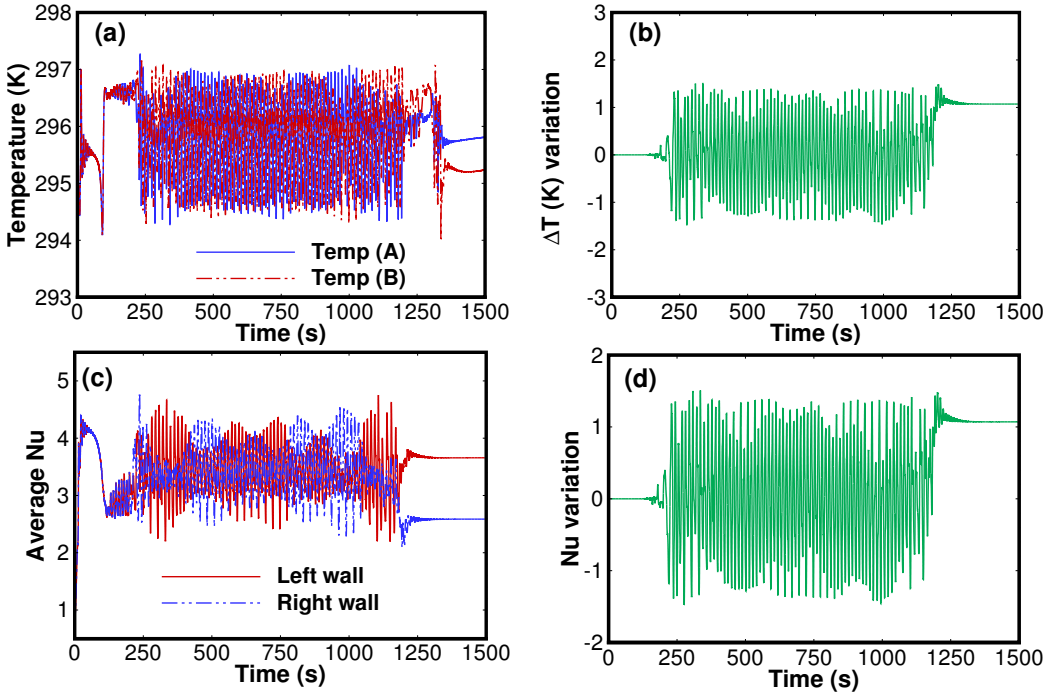 (a)
298
297
296
295
294
293
Temperature (K)
Temp (A)
Temp (B)
0 250 500 750 1000 1250 1500
Time (s)
(b)
3
2
1
0
-1
-2
-3
ΔT (K) variation
0 250 500 750 1000 1250 1500
Time (s)
(c)
5
4
3
2
1
Average Nu
Left wall
Right wall
0 250 500 750 1000 1250 1500
Time (s)
(d)
2
1
0
-1
-2
Nu variation
0 250 500 750 1000 1250 1500
Time (s)